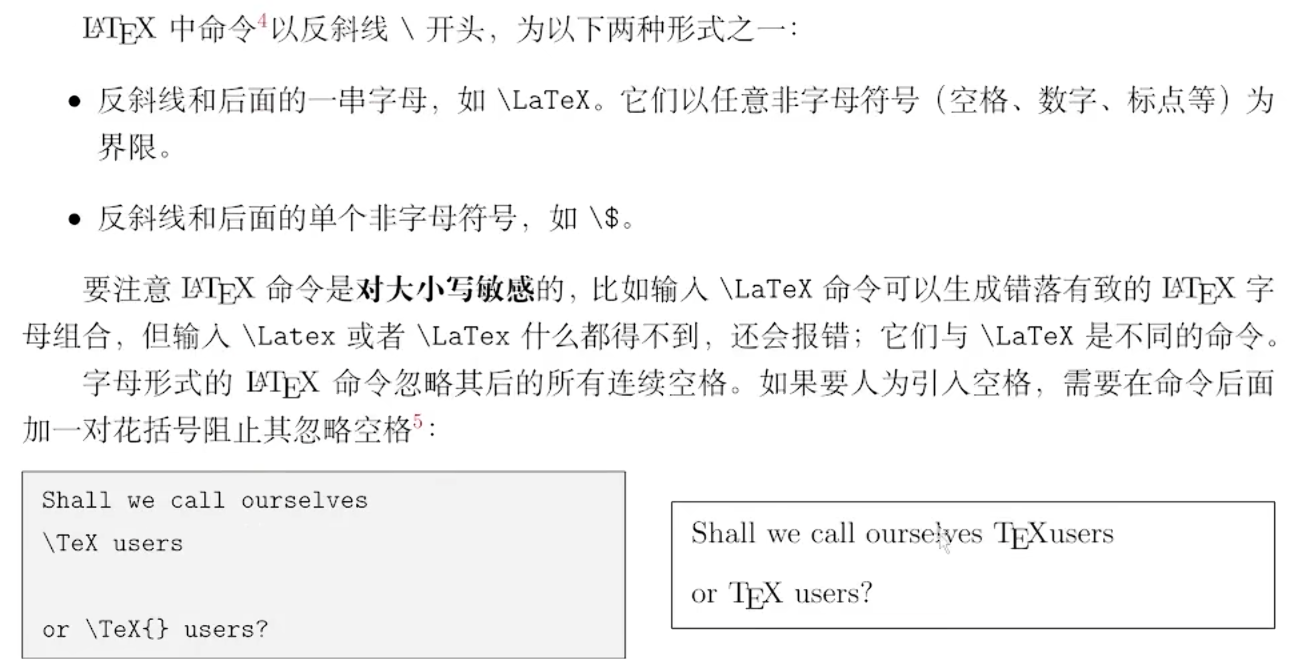 LATEX 中命令4以反斜线 \ 开头，为以下两种形式之一：
• 反斜线和后面的一串字母，如 \LaTeX。它们以任意非字母符号（空格、数字、标点等）为
界限。
• 反斜线和后面的单个非字母符号，如 \$。
要注意 LATEX 命令是对大小写敏感的，比如输入 \LaTeX 命令可以生成错落有致的 LATEX 字
母组合，但输入 \Latex 或者 \LaTex 什么都得不到，还会报错；它们与 \LaTeX 是不同的命令。
字母形式的 LATEX 命令忽略其后的所有连续空格。如果要人为引入空格，需要在命令后面
加一对花括号阻止其忽略空格5：
Shall we call ourselves
\TeX users
or \TeX{} users?
Shall we call ourselves TEXusers
or TEX users?